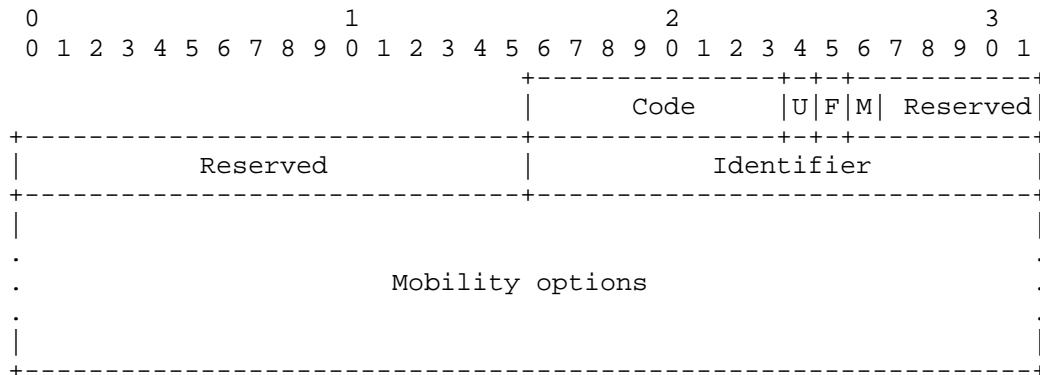 0                   1                   2                   3
 0 1 2 3 4 5 6 7 8 9 0 1 2 3 4 5 6 7 8 9 0 1 2 3 4 5 6 7 8 9 0 1
                                +---------------+-+-+-----------+
                                |      Code     |U|F|M| Reserved|
+-------------------------------+---------------+-+-+-----------+
|           Reserved            |           Identifier          |
+-------------------------------+-------------------------------+
|                                                               |
.                                                               .
.                       Mobility options                        .
.                                                               .
|                                                               |
+---------------------------------------------------------------+